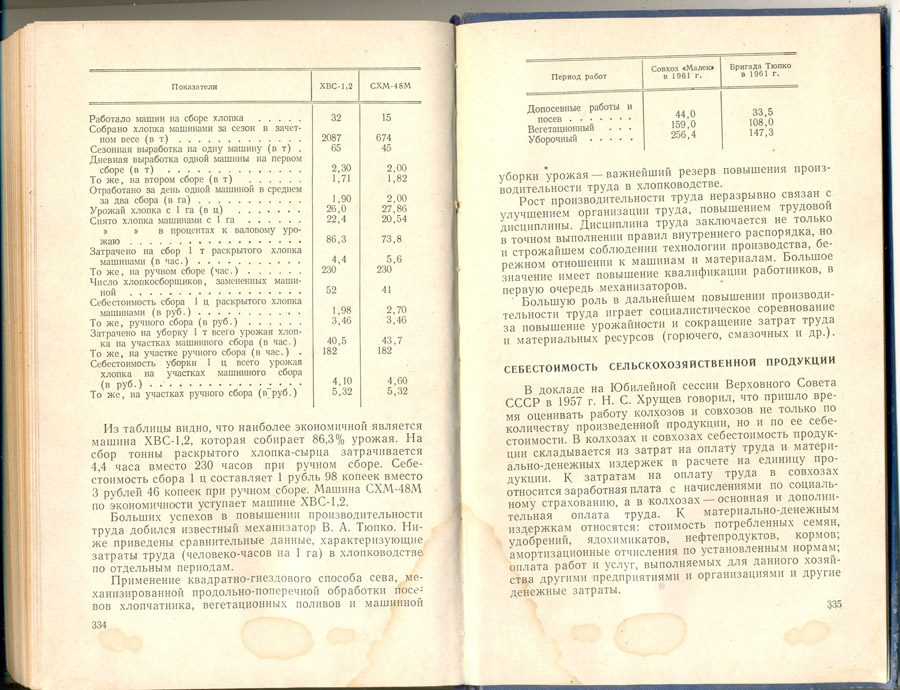 Показатели ХВС-1,2 СХМ-48М
Работало машин на сборе хлопка . . . . . 32 15
Собрано хлопка машинами за сезон в зачет-
ном весе (в т) . . . . . . . . . . . . . 2087 674
Сезонная выработка на одну машину (в т) . 65 45
Дневная выработка одной машины на первом
сборе (в т) . . . . . . . . . . . . . . 2,30 2,00
То же, на втором сборе (в т) . . . . . . 1,71 1,82
Отработано за день одной машиной в среднем
за два сбора (в га) . . . . . . . . . . 1,90 2,00
Урожай хлопка с 1 га (в ц) . . . . . . . 26,0 27,86
Снято хлопка машинами с 1 га . . . . . . 22,4 20,54
» » в процентах к валовому уро-
жаю . . . . . . . . . . . . . . . . . 86,3 73,8
Затрачено на сбор 1 т раскрытого хлопка
машинами (в час.) . . . . . . . . . . . 4,4 5,6
То же, на ручном сборе (час.) . . . . . . 230 230
Число хлопкосборщиков, замененных маши-
ной . . . . . . . . . . . . . . . . . . 52 41
Себестоимость сбора 1 ц раскрытого хлопка
машинами (в руб.) . . . . . . . . . . . 1,98 2,70
То же, ручного сбора (в руб.) . . . . . . 3,46 3,46
Затрачено на уборку 1 т всего урожая хлоп-
ка на участках машинного сбора (в час.) 40,5 43,7
То же, на участке ручного сбора (в час.) . 182 182
Себестоимость уборки 1 ц всего урожая
хлопка на участках машинного сбора
(в руб.) . . . . . . . . . . . . . . . . 4,10 4,60
То же, на участках ручного сбора (в руб.) 5,32 5,32
Из таблицы видно, что наиболее экономичной является
машина ХВС-1,2, которая собирает 86,3% урожая. На
сбор тонны раскрытого хлопка-сырца затрачивается
4,4 часа вместо 230 часов при ручном сборе. Себе-
стоимость сбора 1 ц составляет 1 рубль 98 копеек вместо
3 рублей 46 копеек при ручном сборе. Машина СХМ-48М
по экономичности уступает машине ХВС-1,2.
Больших успехов в повышении производительности
труда добился известный механизатор В. А. Тюпко. Ни-
же приведены сравнительные данные, характеризующие
затраты труда (человеко-часов на 1 га) в хлопководстве
по отдельным периодам.
Применение квадратно-гнездового способа сева, ме-
ханизированной продольно-поперечной обработки посе-
вов хлопчатника, вегетационных поливов и машинной
334
Период работ Совхоз «Малек» в 1961 г. Бригада Тюпко в 1961 г.
Допосевные работы и
посев . . . . . . . 44,0 33,5
Вегетационный . . . 159,0 108,0
Уборочный . . . . . 256,4 147,3
уборки урожая — важнейший резерв повышения произ-
водительности труда в хлопководстве.
Рост производительности труда неразрывно связан с
улучшением организации труда, повышением трудовой
дисциплины. Дисциплина труда заключается не только
в точном выполнении правил внутреннего распорядка, но
и строжайшем соблюдении технологии производства, бе-
режном отношении к машинам и материалам. Большое
значение имеет повышение квалификации работников, в
первую очередь механизаторов.
Большую роль в дальнейшем повышении производи-
тельности труда играет социалистическое соревнование
за повышение урожайности и сокращение затрат труда
и материальных ресурсов (горючего, смазочных и др.).
СЕБЕСТОИМОСТЬ СЕЛЬСКОХОЗЯЙСТВЕННОЙ ПРОДУКЦИИ
В докладе на Юбилейной сессии Верховного Совета
СССР в 1957 г. Н. С. Хрущев говорил, что пришло вре-
мя оценивать работу колхозов и совхозов не только по
количеству произведенной продукции, но и по ее себе-
стоимости. В колхозах и совхозах себестоимость продук-
ции складывается из затрат на оплату труда и матери-
ально-денежных издержек в расчете на единицу про-
дукции. К затратам на оплату труда в совхозах
относится заработная плата с начислениями по социаль-
ному страхованию, а в колхозах — основная и дополни-
тельная оплата труда. К материально-денежным
издержкам относятся: стоимость потребленных семян,
удобрений, ядохимикатов, нефтепродуктов, кормов;
амортизационные отчисления по установленным нормам;
оплата работ и услуг, выполняемых для данного хозяй-
ства другими предприятиями и организациями и другие
денежные затраты.
335